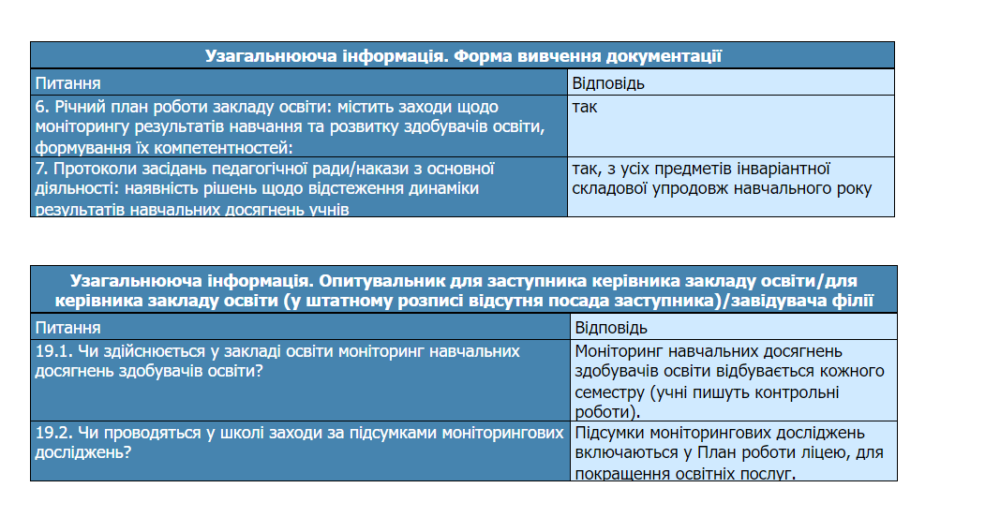 Узагальнююча інформація. Форма вивчення документації
Питання
Відповідь
6. Річний план роботи закладу освіти: містить заходи щодо
моніторингу результатів навчання та розвитку здобувачів освіти,
формування їх компетентностей:
так
7. Протоколи засідань педагогічної ради/накази з основної
діяльності: наявність рішень щодо відстеження динаміки
результатів навчальних досягнень учнів
так, з усіх предметів інваріантної
складової упродовж навчального року
Узагальнююча інформація. Опитувальник для заступника керівника закладу освіти/для
керівника закладу освіти (у штатному розписі відсутня посада заступника)/завідувача філії
Питання
Відповідь
19.1. Чи здійснюється у закладі освіти моніторинг навчальних
досягнень здобувачів освіти?
Моніторинг навчальних досягнень
здобувачів освіти відбувається кожного
семестру (учні пишуть контрольні
роботи).
19.2. Чи проводяться у школі заходи за підсумками моніторингових
досліджень?
Підсумки моніторингових досліджень
включаються у План роботи ліцею, для
покращення освітніх послуг.